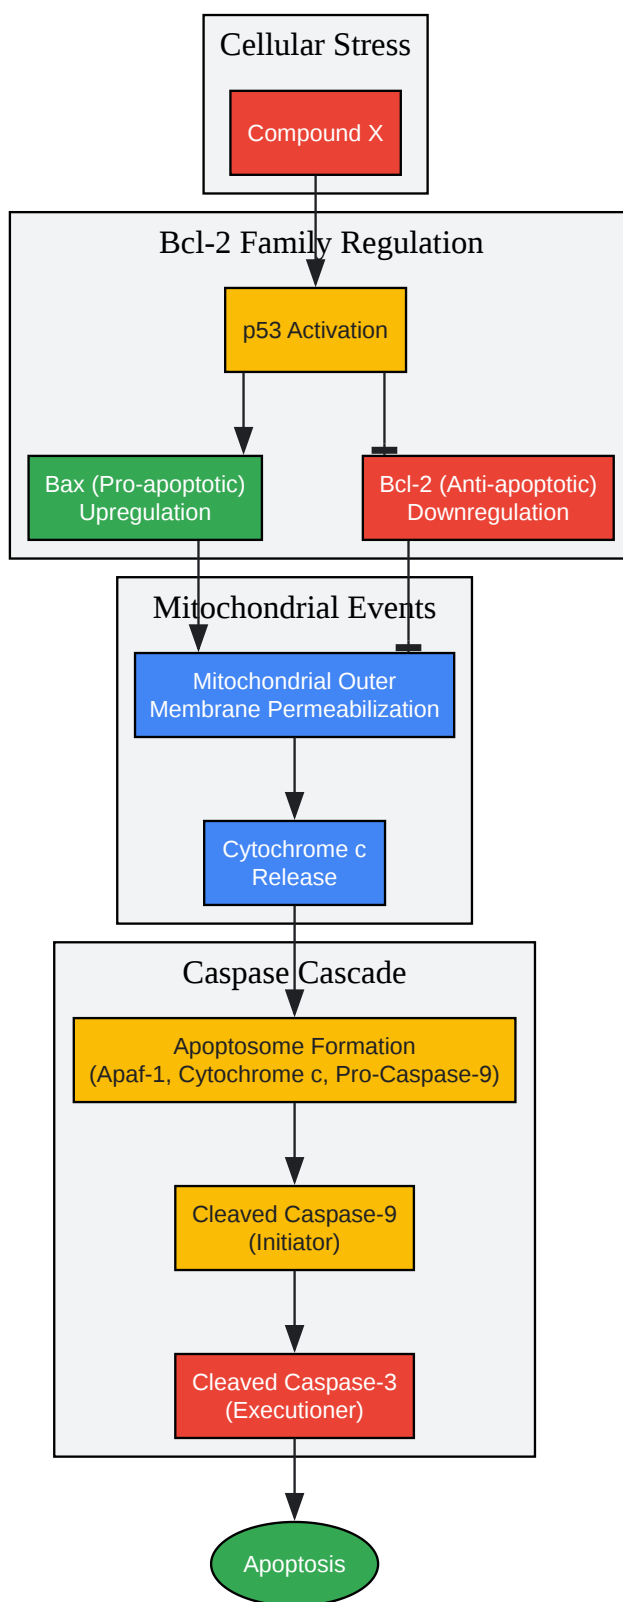 Cellular Stress
Compound X
Bcl-2 Family Regulation
p53 Activation
Bax (Pro-apoptotic)
Upregulation
Bcl-2 (Anti-apoptotic)
Downregulation
Mitochondrial Events
Mitochondrial Outer
Membrane Permeabilization
Cytochrome c
Release
Caspase Cascade
Apoptosome Formation
(Apaf-1, Cytochrome c, Pro-Caspase-9)
Cleaved Caspase-9
(Initiator)
Cleaved Caspase-3
(Executioner)
Apoptosis